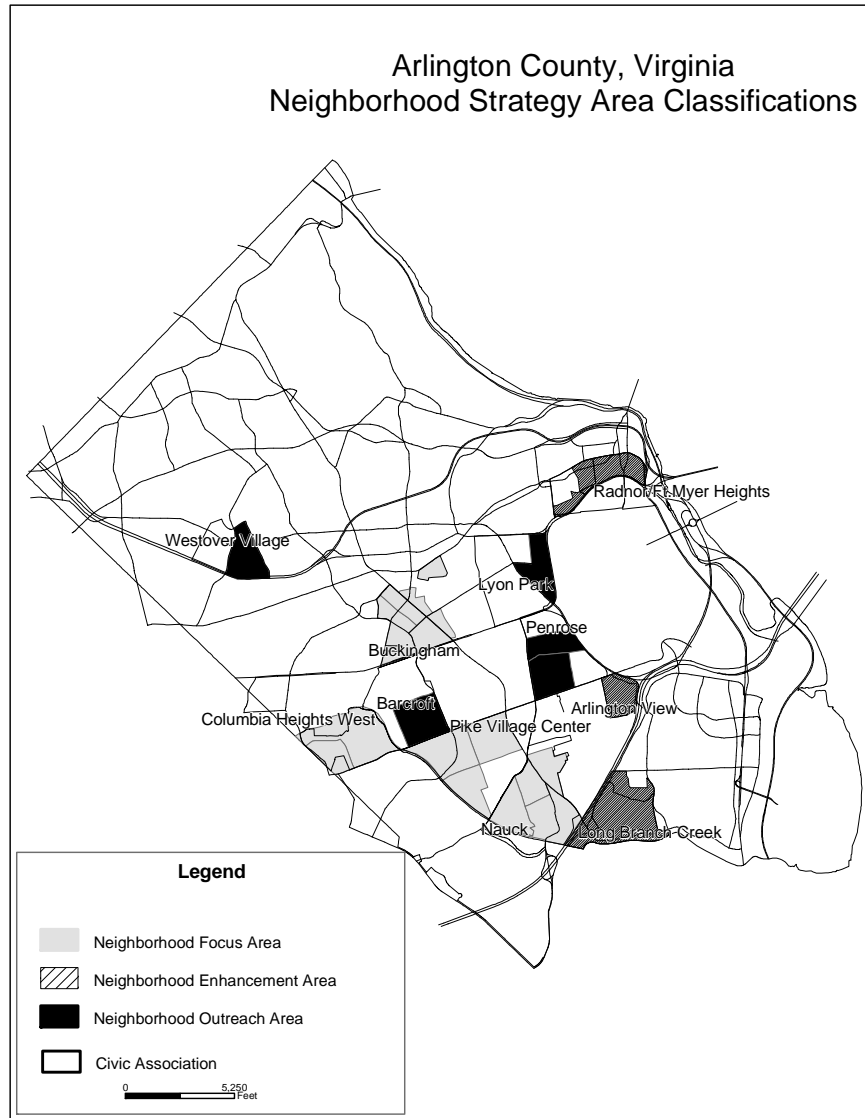 Arlington County, Virginia
Neighborhood Strategy Area Classifications
Radnor/Ft.Myer Heights
Westover Village
Lyon Park
Penrose
Buckingham
Barcroft
Columbia Heights West
Arlington View
Pike Village Center
Nauck
Long Branch Creek
Legend
Neighborhood Focus Area
Neighborhood Enhancement Area
Neighborhood Outreach Area
Civic Association
0 5,250
Feet